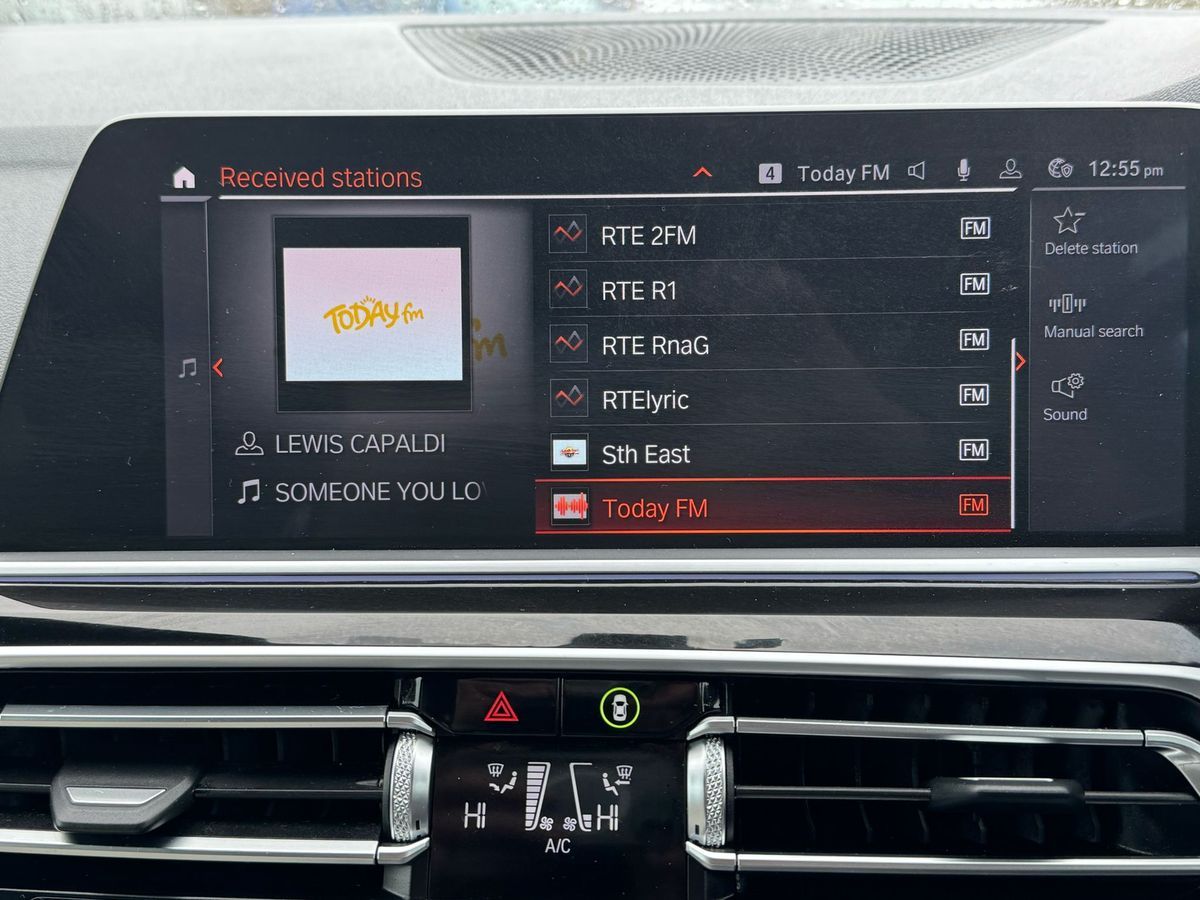 Received stations
4 Today FM
12:55 pm
TODAY fm
fm
LEWIS CAPALDI
SOMEONE YOU LO
RTE 2FM FM
RTE R1 FM
RTE RnaG FM
RTElyric FM
Sth East FM
Today FM FM
Delete station
Manual search
Sound
HI HI
A/C